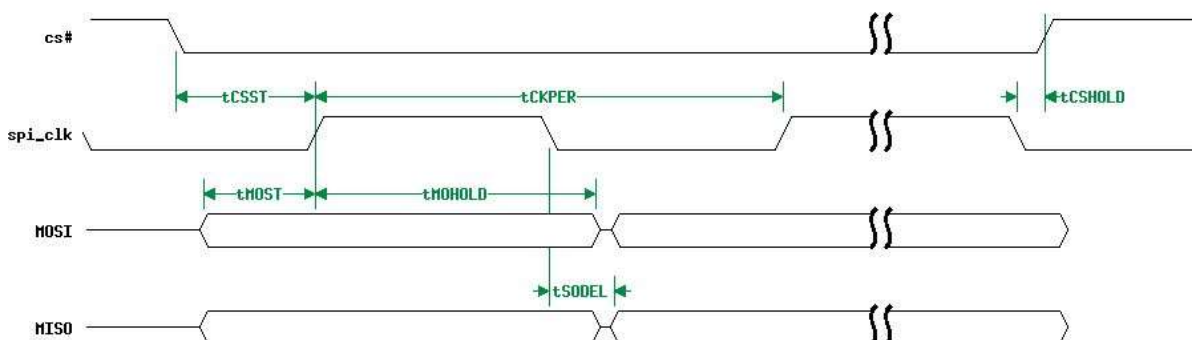 cs#
tCSST
tCKPER
tCSHOLD
spi_clk
tMOST
tMOHOLD
MOSI
tSODEL
MISO